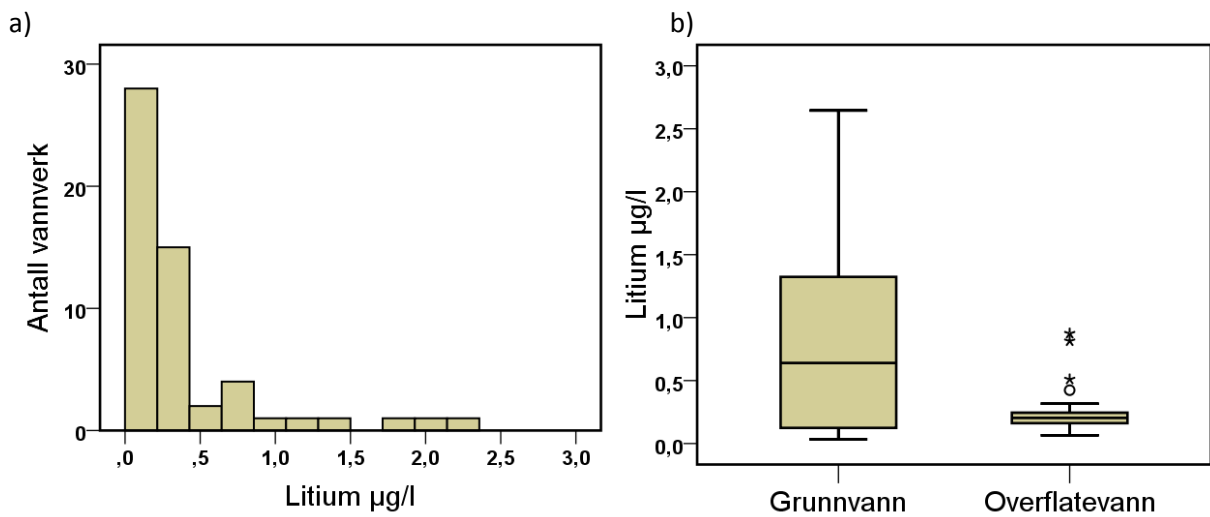 a)
30
20
10
0
Antall vannverk
,0 ,5 1,0 1,5 2,0 2,5 3,0
Litium µg/l
b)
3,0
2,5
2,0
1,5
1,0
0,5
0,0
Litium µg/l
Grunnvann Overflatevann